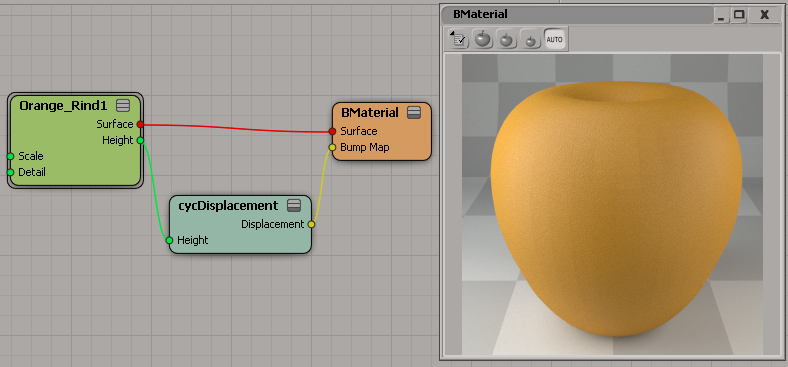 Orange_Rind1
Surface
Height
Scale
Detail
cycDisplacement
Displacement
Height
BMaterial
Surface
Bump Map
BMaterial
AUTO